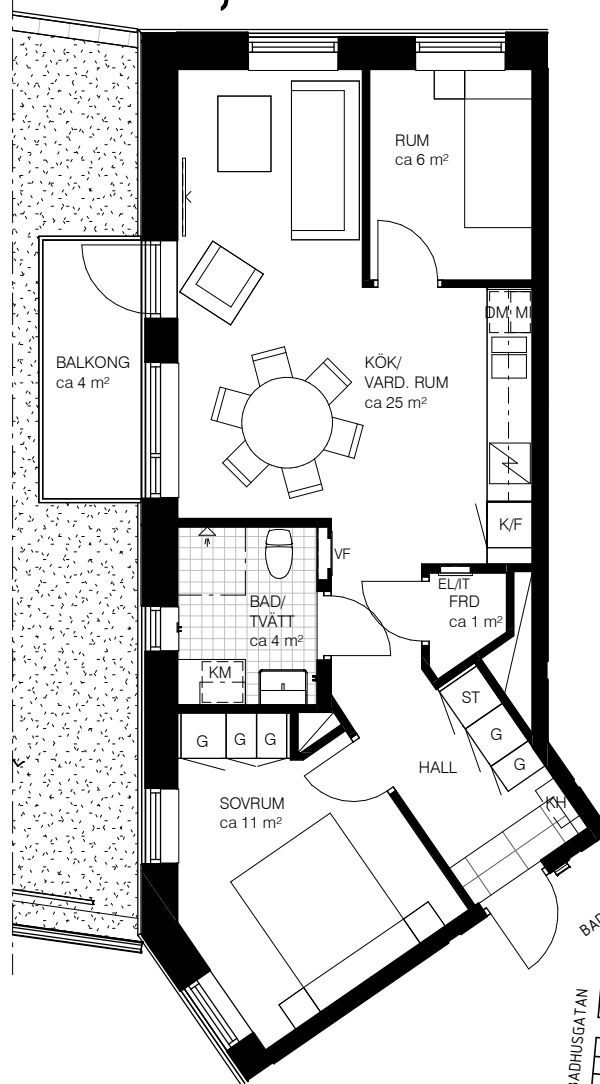 RUM
ca 6 m²
DM MI
BALKONG
ca 4 m²
KÖK/
VARD. RUM
ca 25 m²
K/F
VF
EL/IT
FRD
ca 1 m²
BAD/
TVÄTT
ca 4 m²
KM
ST
G
G
G
G
G
HALL
KH
SOVRUM
ca 11 m²